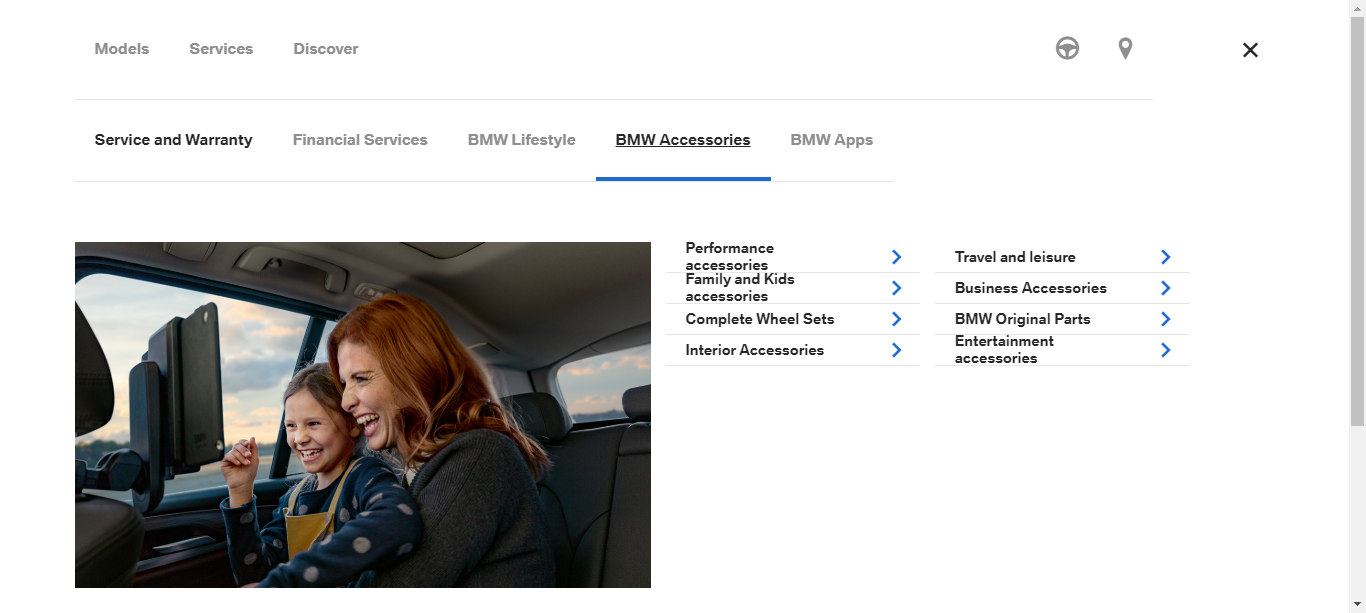 Models Services Discover
Service and Warranty Financial Services BMW Lifestyle BMW Accessories BMW Apps
Performance
accessories
Family and Kids
accessories
Complete Wheel Sets
Interior Accessories
Travel and leisure
Business Accessories
BMW Original Parts
Entertainment
accessories